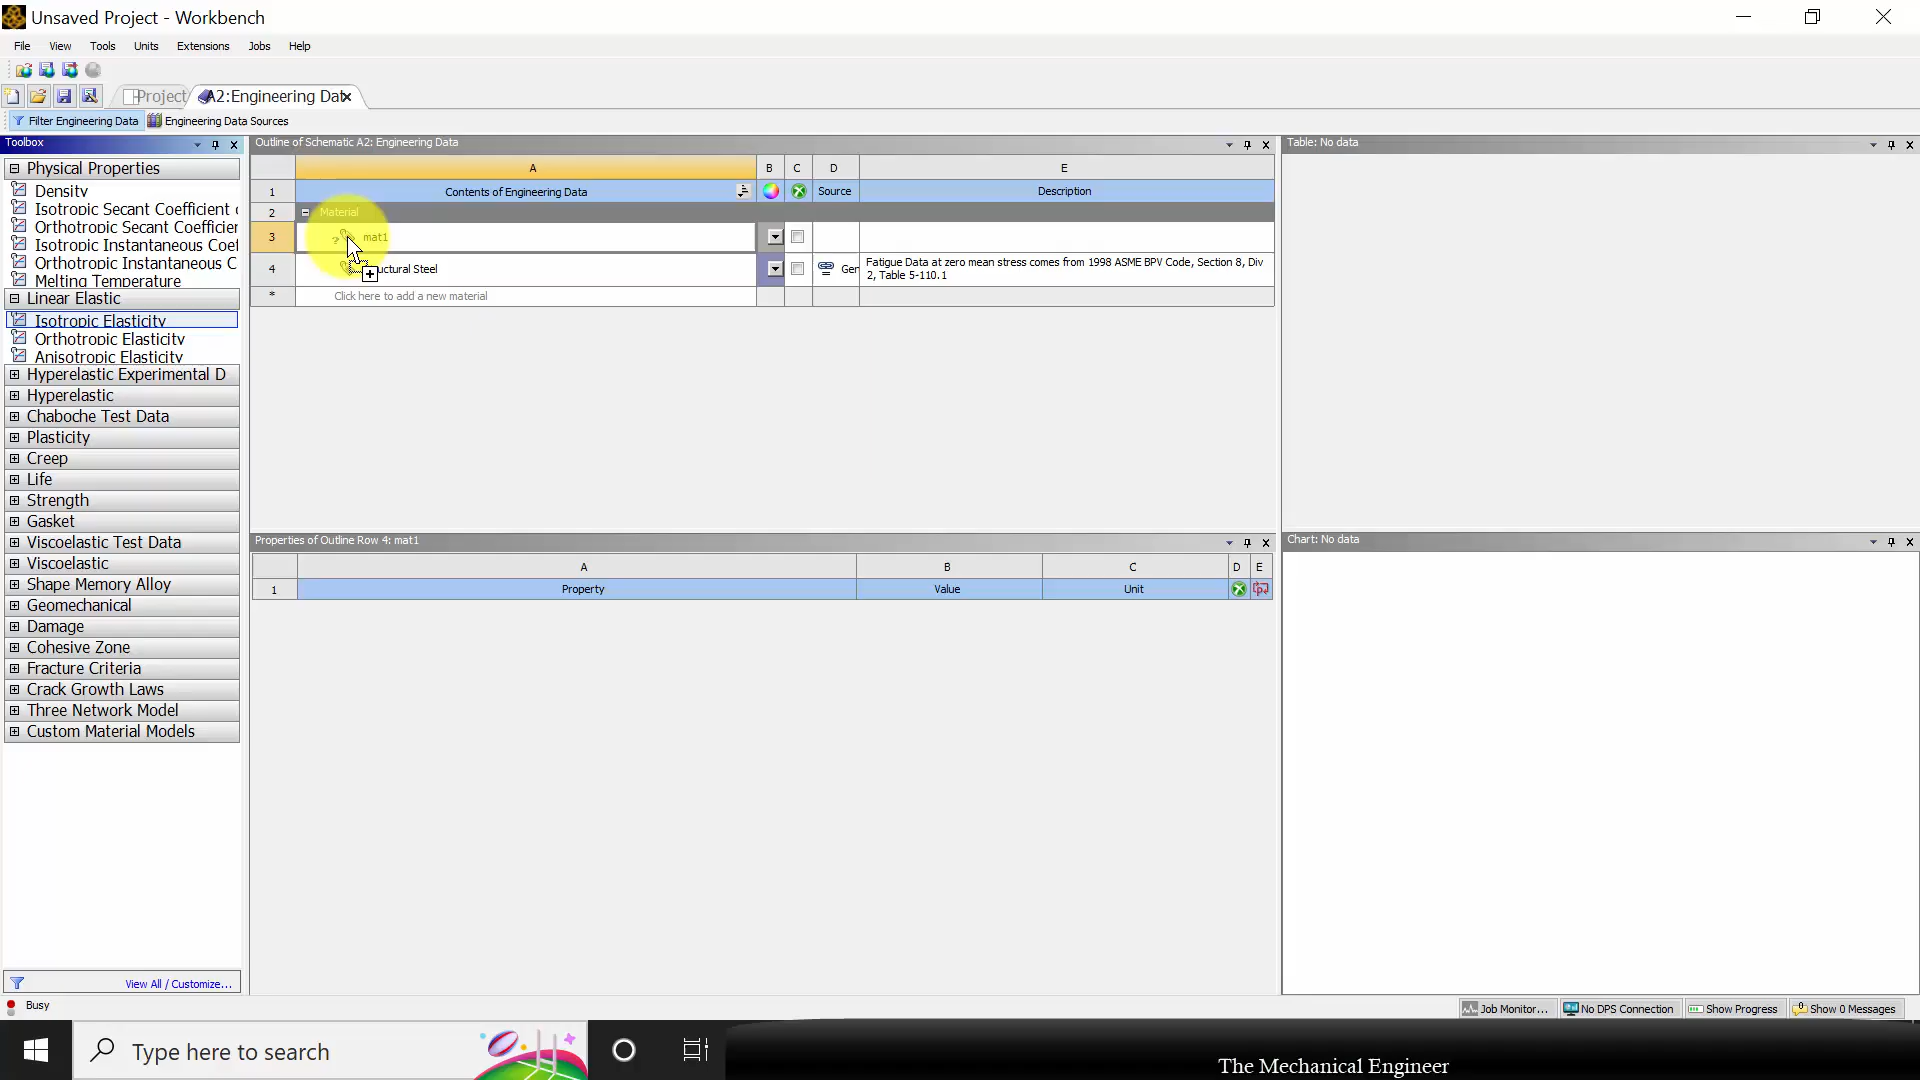 Unsaved Project - Workbench
File View Tools Units Extensions Jobs Help
Project A2:Engineering Dat
Filter Engineering Data Engineering Data Sources
Toolbox
Physical Properties
Density
Isotropic Secant Coefficient
Orthotropic Secant Coefficier
Isotropic Instantaneous Coef
Orthotropic Instantaneous C
Melting Temperature
Linear Elastic
Isotropic Elasticity
Orthotropic Elasticity
Anisotropic Elasticity
Hyperelastic Experimental D
Hyperelastic
Chaboche Test Data
Plasticity
Creep
Life
Strength
Gasket
Viscoelastic Test Data
Viscoelastic
Shape Memory Alloy
Geomechanical
Damage
Cohesive Zone
Fracture Criteria
Crack Growth Laws
Three Network Model
Custom Material Models
View All / Customize...
Outline of Schematic A2: Engineering Data
A B C D E
1 Contents of Engineering Data Source Description
2 Material
3 ? mat1
4 uctural Steel Ger Fatigue Data at zero mean stress comes from 1998 ASME BPV Code, Section 8, Div
2, Table 5-110.1
* Click here to add a new material
Properties of Outline Row 4: mat1
A B C D E
1 Property Value Unit
Table: No data
Chart: No data
Busy
Job Monitor... No DPS Connection Show Progress Show 0 Messages
Type here to search
The Mechanical Engineer